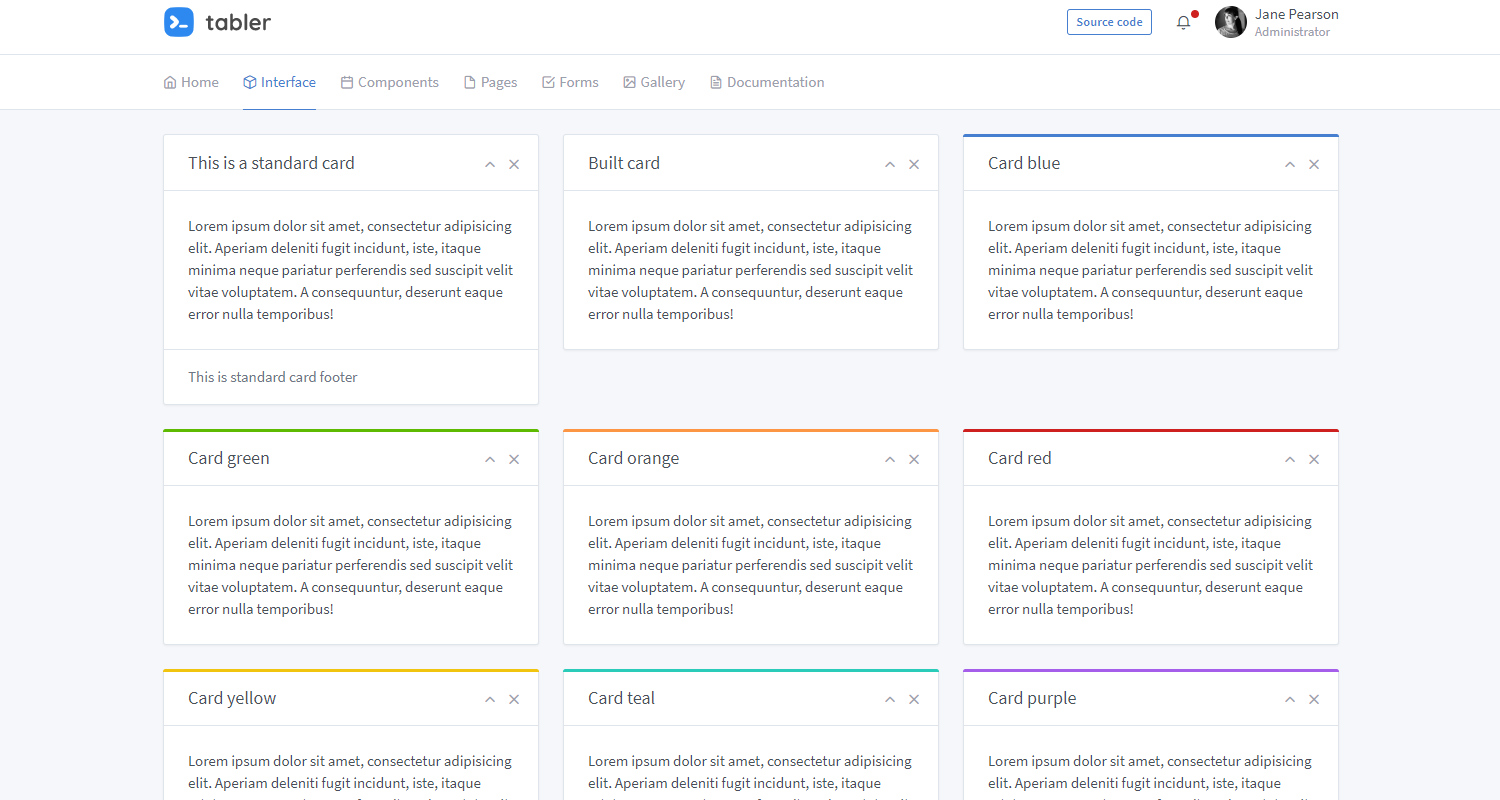 tabler
Source code
Jane Pearson
Administrator
Home
Interface
Components
Pages
Forms
Gallery
Documentation
This is a standard card
Lorem ipsum dolor sit amet, consectetur adipisicing
elit. Aperiam deleniti fugit incidunt, iste, itaque
minima neque pariatur perferendis sed suscipit velit
vitae voluptatem. A consequuntur, deserunt eaque
error nulla temporibus!
This is standard card footer
Built card
Lorem ipsum dolor sit amet, consectetur adipisicing
elit. Aperiam deleniti fugit incidunt, iste, itaque
minima neque pariatur perferendis sed suscipit velit
vitae voluptatem. A consequuntur, deserunt eaque
error nulla temporibus!
Card blue
Lorem ipsum dolor sit amet, consectetur adipisicing
elit. Aperiam deleniti fugit incidunt, iste, itaque
minima neque pariatur perferendis sed suscipit velit
vitae voluptatem. A consequuntur, deserunt eaque
error nulla temporibus!
Card green
Lorem ipsum dolor sit amet, consectetur adipisicing
elit. Aperiam deleniti fugit incidunt, iste, itaque
minima neque pariatur perferendis sed suscipit velit
vitae voluptatem. A consequuntur, deserunt eaque
error nulla temporibus!
Card orange
Lorem ipsum dolor sit amet, consectetur adipisicing
elit. Aperiam deleniti fugit incidunt, iste, itaque
minima neque pariatur perferendis sed suscipit velit
vitae voluptatem. A consequuntur, deserunt eaque
error nulla temporibus!
Card red
Lorem ipsum dolor sit amet, consectetur adipisicing
elit. Aperiam deleniti fugit incidunt, iste, itaque
minima neque pariatur perferendis sed suscipit velit
vitae voluptatem. A consequuntur, deserunt eaque
error nulla temporibus!
Card yellow
Lorem ipsum dolor sit amet, consectetur adipisicing
elit. Aperiam deleniti fugit incidunt, iste, itaque
Card teal
Lorem ipsum dolor sit amet, consectetur adipisicing
elit. Aperiam deleniti fugit incidunt, iste, itaque
Card purple
Lorem ipsum dolor sit amet, consectetur adipisicing
elit. Aperiam deleniti fugit incidunt, iste, itaque